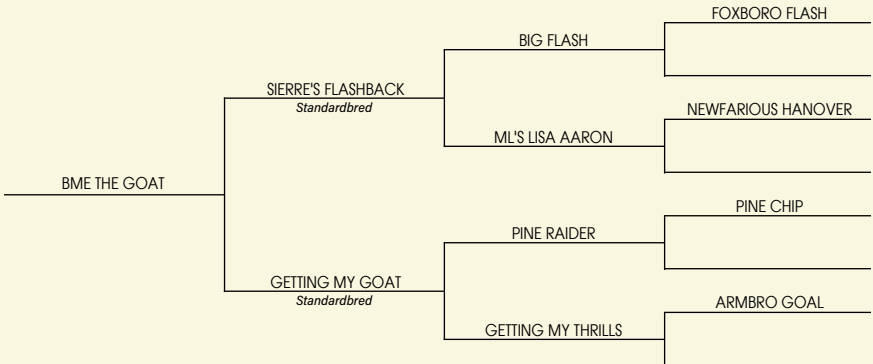 FOXBORO FLASH
BIG FLASH
SIERRE'S FLASHBACK
Standardbred
NEWFARIOUS HANOVER
ML'S LISA AARON
BME THE GOAT
PINE CHIP
PINE RAIDER
GETTING MY GOAT
Standardbred
ARMBRO GOAL
GETTING MY THRILLS